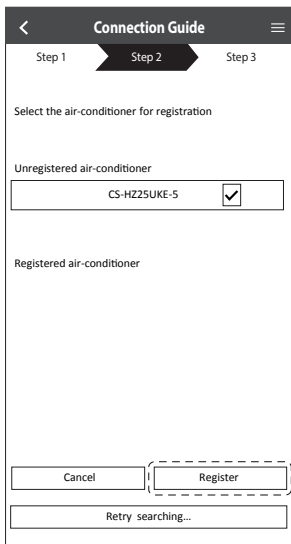 Connection Guide
Step 1 Step 2 Step 3
Select the air-conditioner for registration
Unregistered air-conditioner
CS-HZ25UKE-5
Registered air-conditioner
Cancel Register
Retry searching...